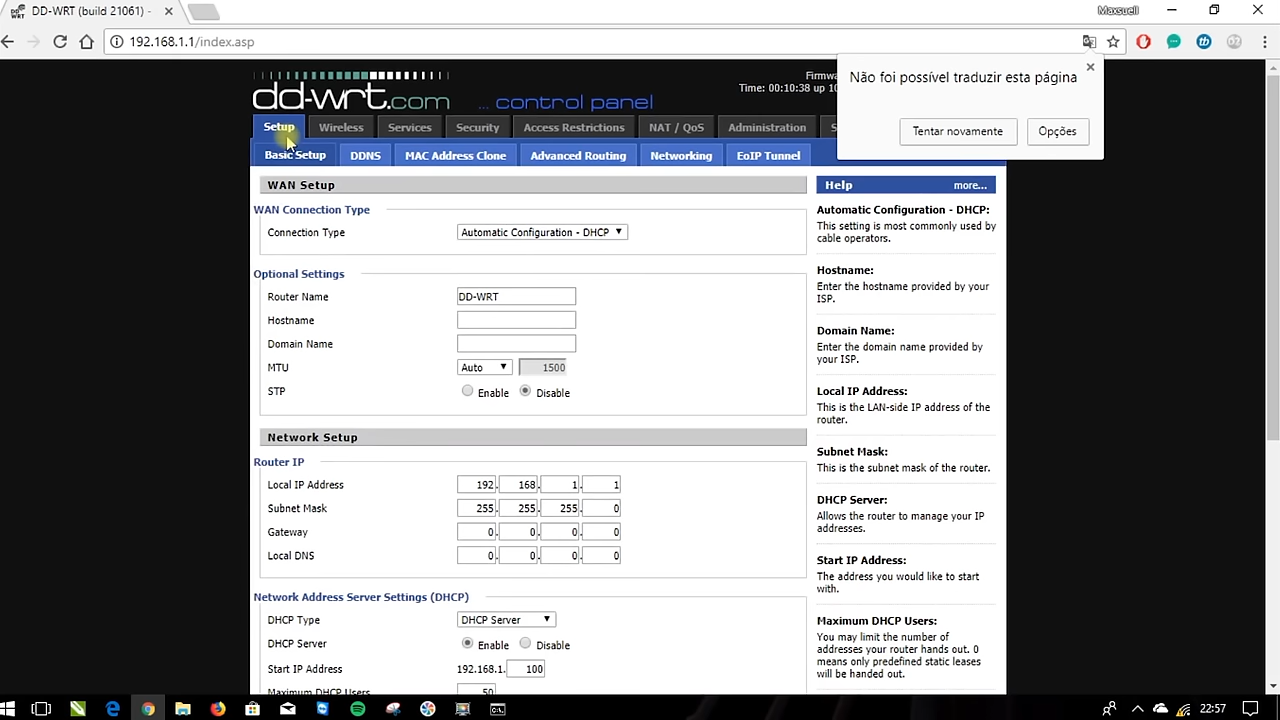 DD-WRT (build 21061) -
Maxsuell
192.168.1.1/index.asp
Não foi possível traduzir esta página
Tentar novamente
Opções
dd-wrt.com
... control panel
Time: 00:10:38 up
Setup
Wireless
Services
Security
Access Restrictions
NAT / QoS
Administration
Basic Setup
DDNS
MAC Address Clone
Advanced Routing
Networking
EoIP Tunnel
WAN Setup
WAN Connection Type
Connection Type
Automatic Configuration - DHCP
Optional Settings
Router Name
DD-WRT
Hostname
Domain Name
MTU
Auto
1500
STP
Enable
Disable
Network Setup
Router IP
Local IP Address
192. 168. 1. 1
Subnet Mask
255. 255. 255. 0
Gateway
0. 0. 0. 0
Local DNS
0. 0. 0. 0
Network Address Server Settings (DHCP)
DHCP Type
DHCP Server
DHCP Server
Enable
Disable
Start IP Address
192.168.1.
100
Maximum DHCP Users
50
Help
more...
Automatic Configuration - DHCP:
This setting is most commonly used by
cable operators.
Hostname:
Enter the hostname provided by your
ISP.
Domain Name:
Enter the domain name provided by
your ISP.
Local IP Address:
This is the LAN-side IP address of the
router.
Subnet Mask:
This is the subnet mask of the router.
DHCP Server:
Allows the router to manage your IP
addresses.
Start IP Address:
The address you would like to start
with.
Maximum DHCP Users:
You may limit the number of
addresses your router hands out. 0
means only predefined static leases
will be handed out.
22:57